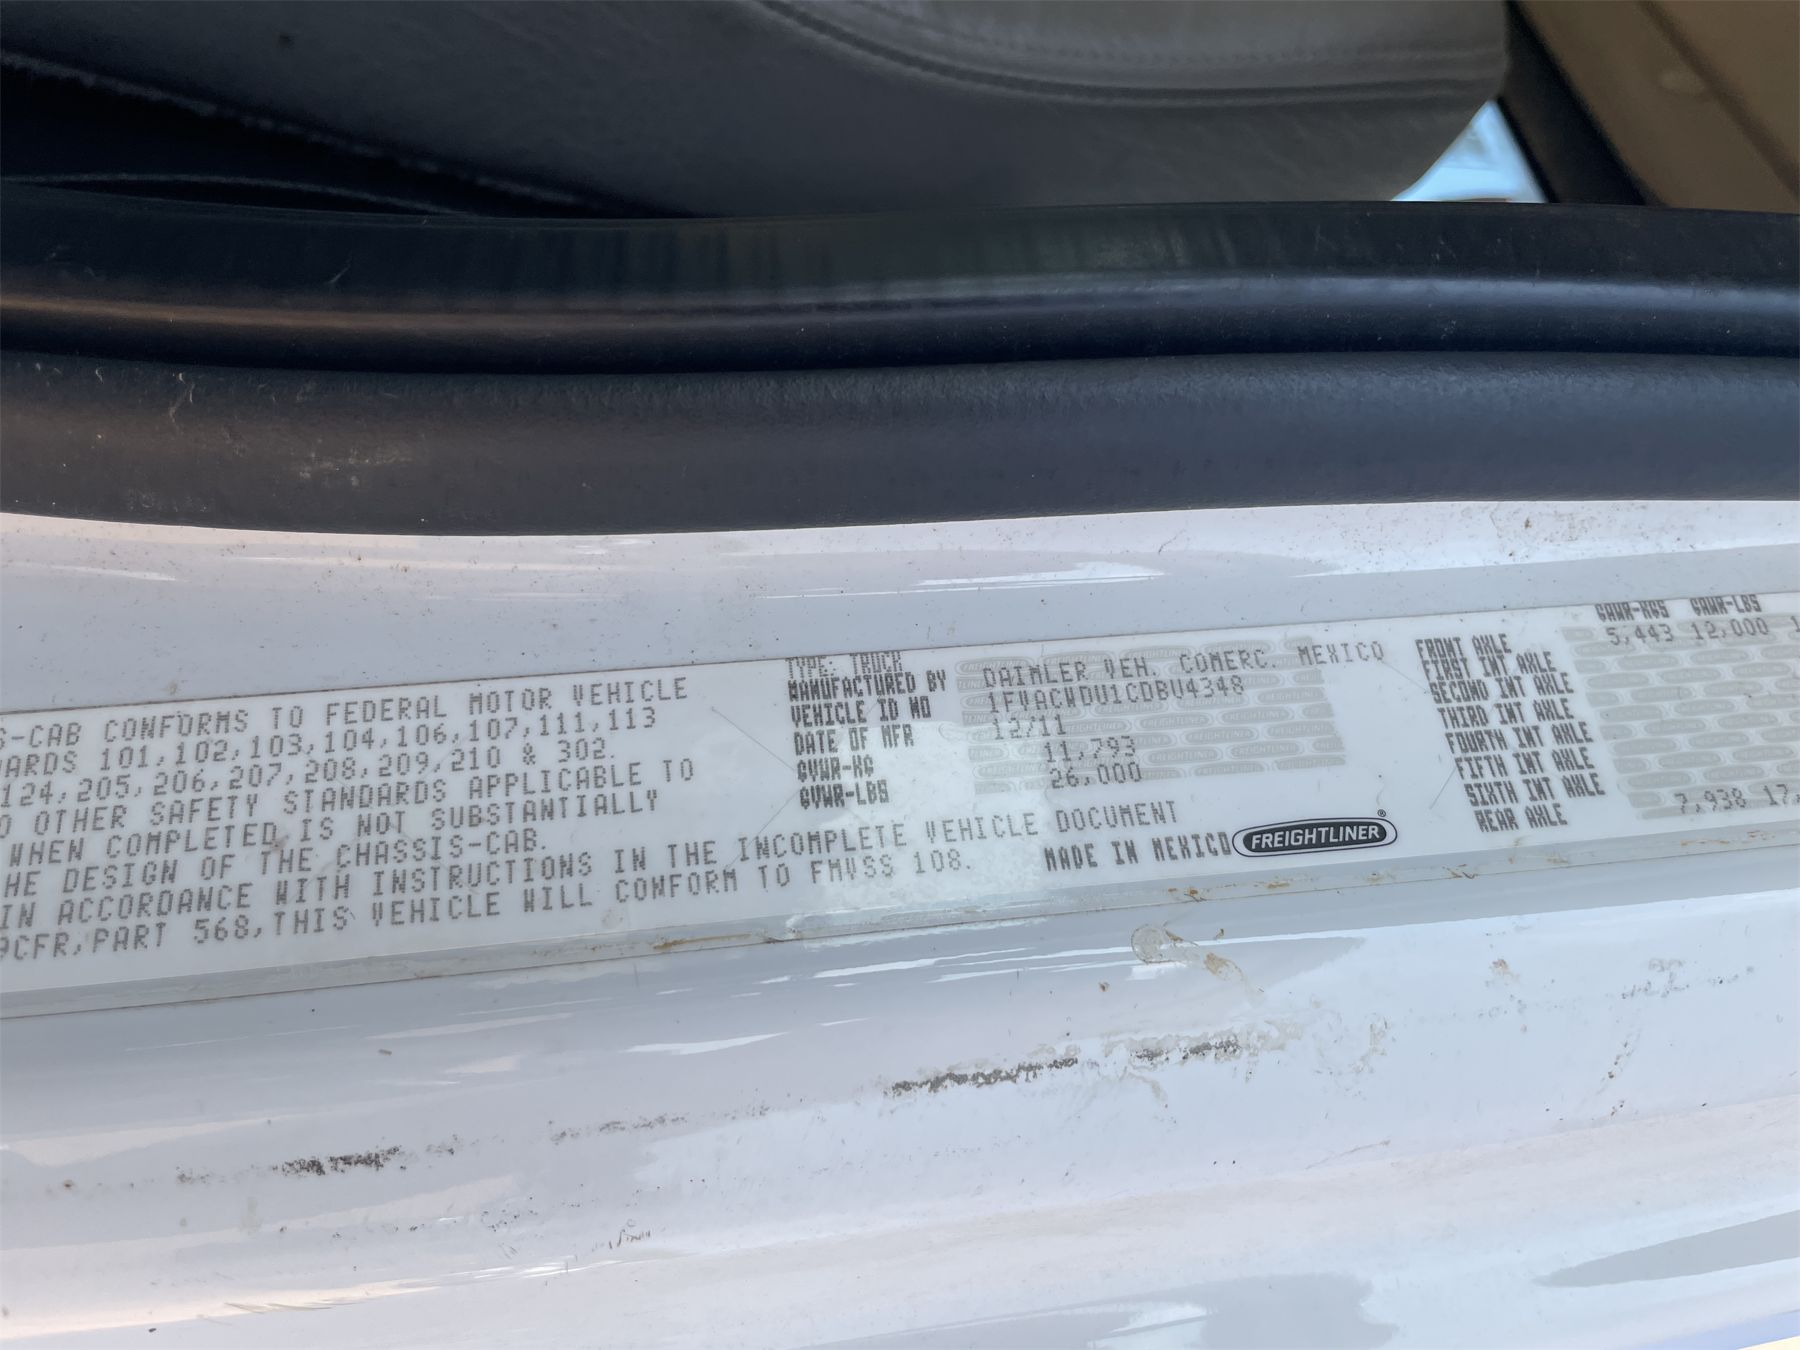 S-CAB CONFORMS TO FEDERAL MOTOR VEHICLE
ARDS 101,102,103,104,106,107,111,113
124,205,206,207,208,209,210 & 302.
O OTHER SAFETY STANDARDS APPLICABLE TO
WHEN COMPLETED IS NOT SUBSTANTIALLY
HE DESIGN OF THE CHASSIS-CAB.
IN ACCORDANCE WITH INSTRUCTIONS IN THE INCOMPLETE VEHICLE DOCUMENT
9CFR,PART 568,THIS VEHICLE WILL CONFORM TO FMVSS 108.
TYPE: TRUCK
MANUFACTURED BY DAIMLER VEH. COMERC. MEXICO
VEHICLE ID NO 1FVACWDU1CDBU4348
DATE OF MFR 12/11
GVWR-KG 11,793
GVWR-LBS 26,000
MADE IN MEXICO FREIGHTLINER®
GAWR-KGS GAWR-LBS
FRONT AXLE 5,443 12,000 1
FIRST INT AXLE
SECOND INT AXLE
THIRD INT AXLE
FOURTH INT AXLE
FIFTH INT AXLE
SIXTH INT AXLE
REAR AXLE 7,938 17,